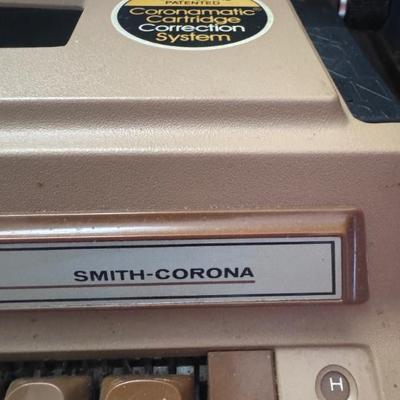 PATENTED
Coronamatic®
Cartridge
Correction
System
SMITH-CORONA
H